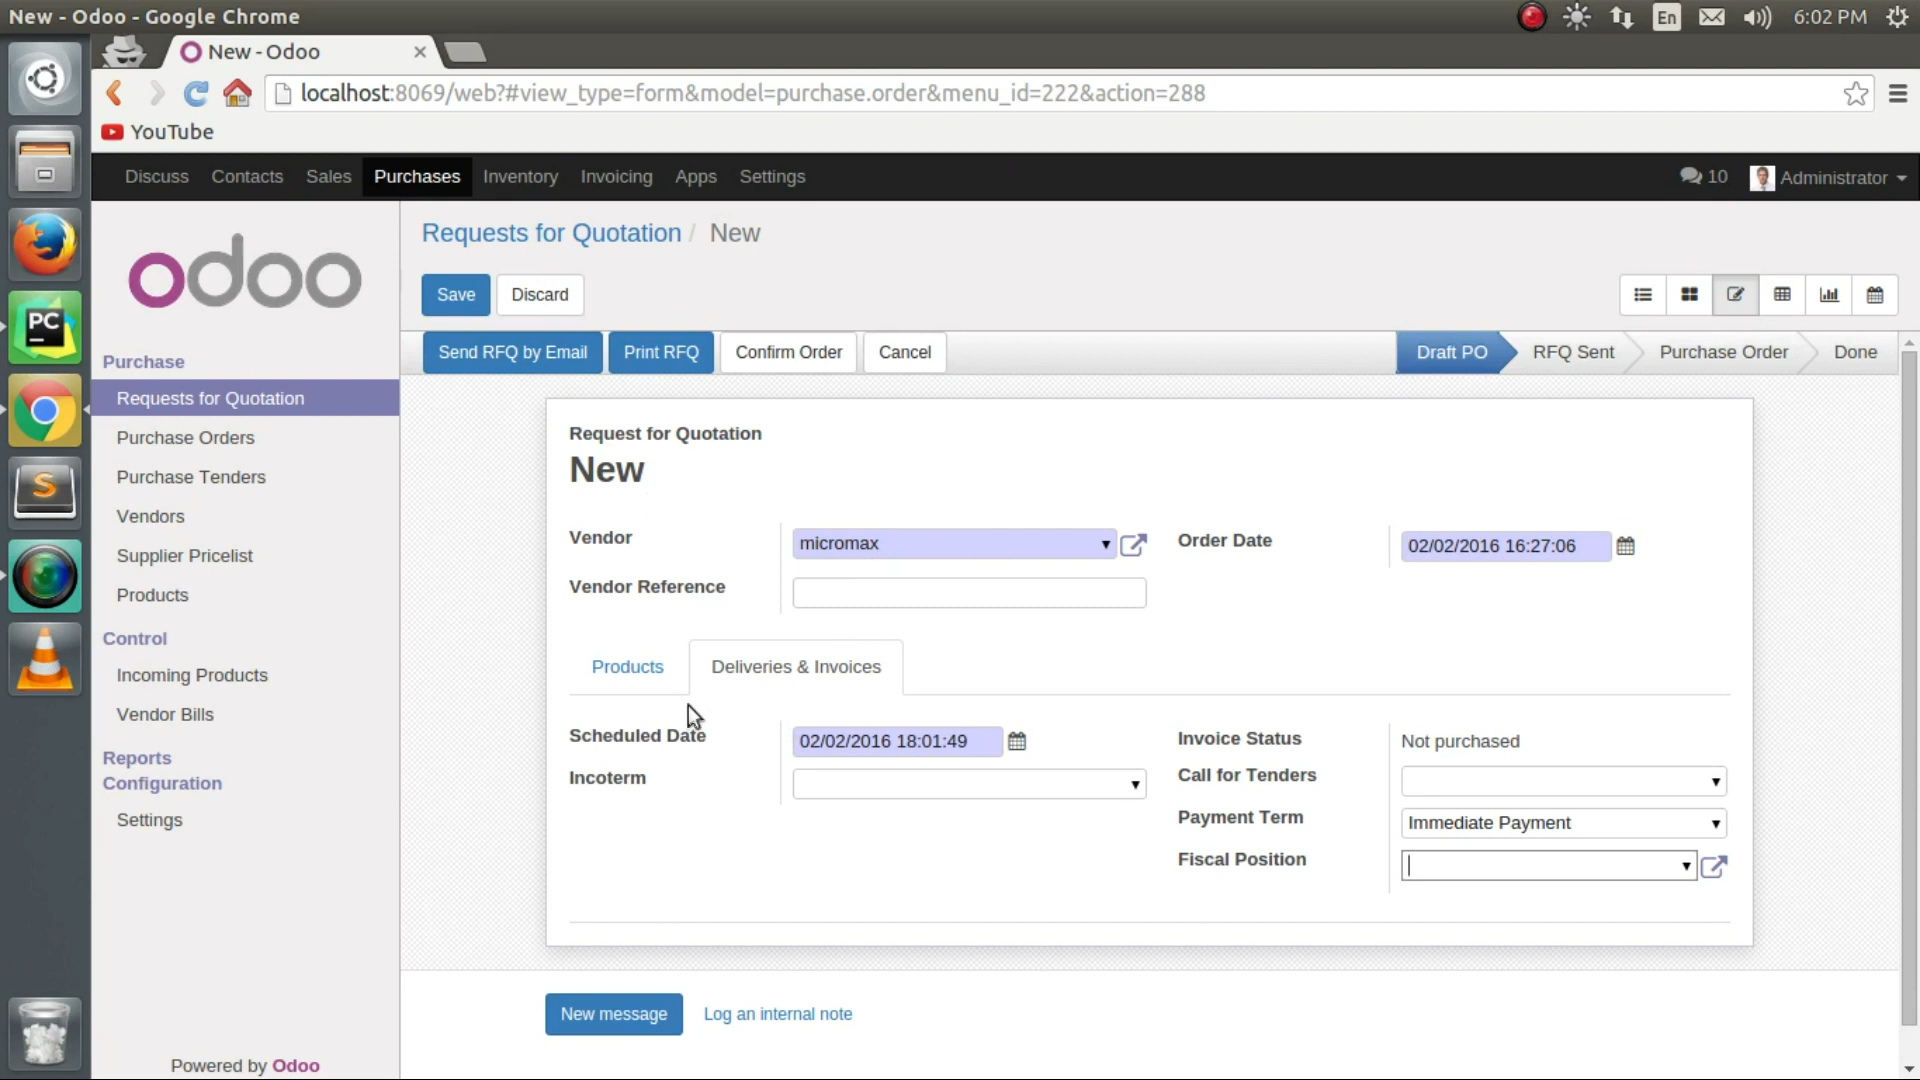 New - Odoo - Google Chrome
En
6:02 PM
New - Odoo
localhost:8069/web?#view_type=form&model=purchase.order&menu_id=222&action=288
YouTube
Discuss Contacts Sales Purchases Inventory Invoicing Apps Settings
10 Administrator
odoo
Requests for Quotation / New
Save Discard
Send RFQ by Email Print RFQ Confirm Order Cancel
Draft PO RFQ Sent Purchase Order Done
Purchase
Requests for Quotation
Purchase Orders
Purchase Tenders
Vendors
Supplier Pricelist
Products
Control
Incoming Products
Vendor Bills
Reports
Configuration
Settings
Powered by Odoo
PC
S
Request for Quotation
New
Vendor micromax
Order Date 02/02/2016 16:27:06
Vendor Reference
Products Deliveries & Invoices
Scheduled Date 02/02/2016 18:01:49
Incoterm
Invoice Status Not purchased
Call for Tenders
Payment Term Immediate Payment
Fiscal Position
New message Log an internal note